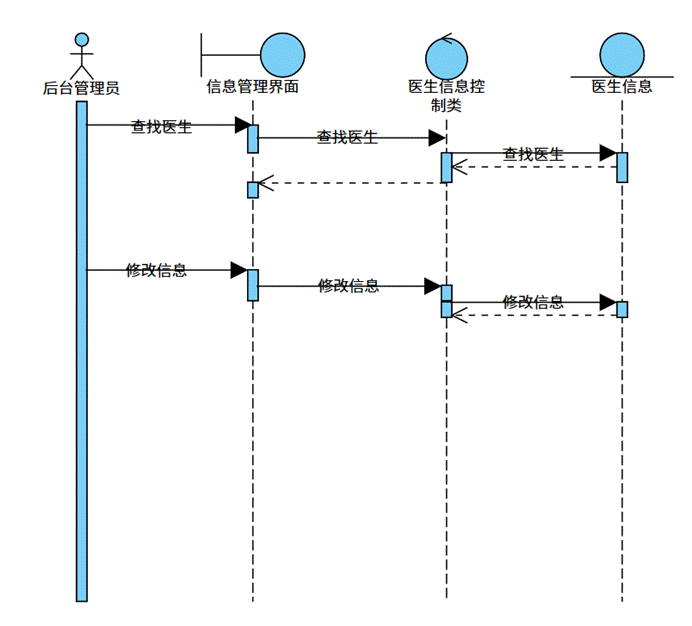 后台管理员
信息管理界面
医生信息控
制类
医生信息
查找医生
查找医生
查找医生
修改信息
修改信息
修改信息